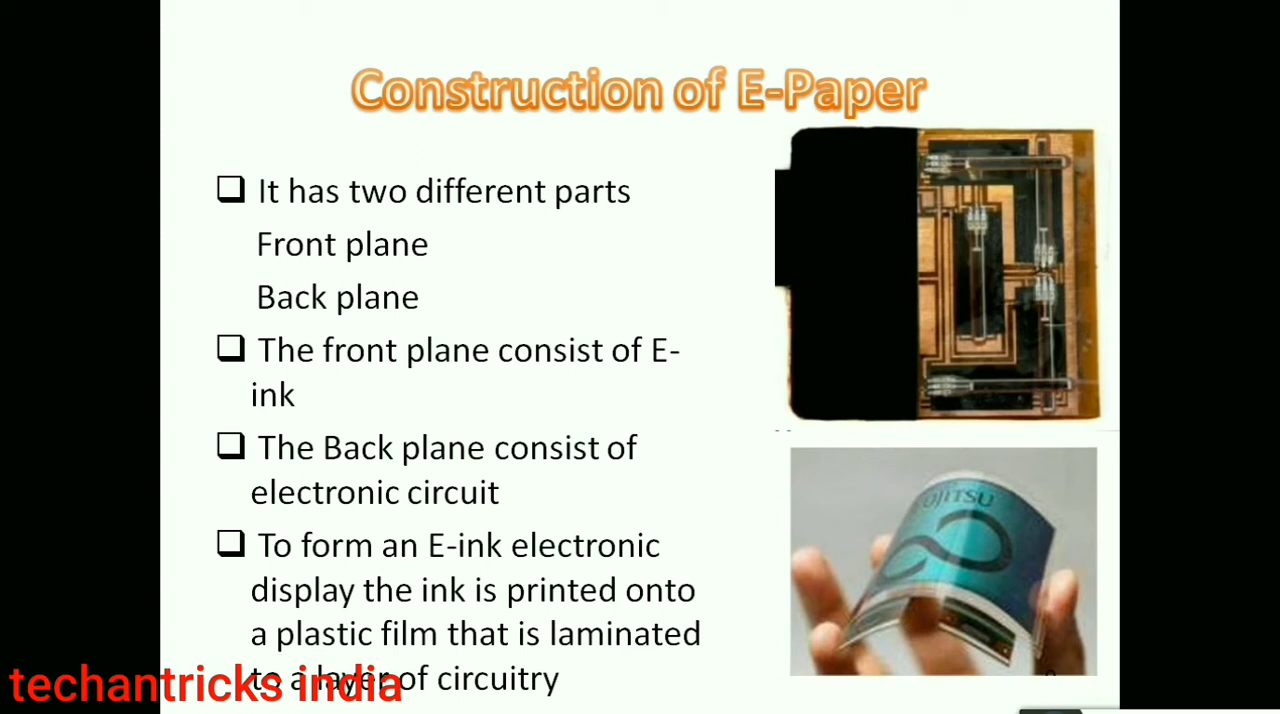 Construction of E-Paper
❑ It has two different parts
Front plane
Back plane
❑ The front plane consist of E-
ink
❑ The Back plane consist of
electronic circuit
❑ To form an E-ink electronic
display the ink is printed onto
a plastic film that is laminated
to a layer of circuitry
techantricks india
UJITSU